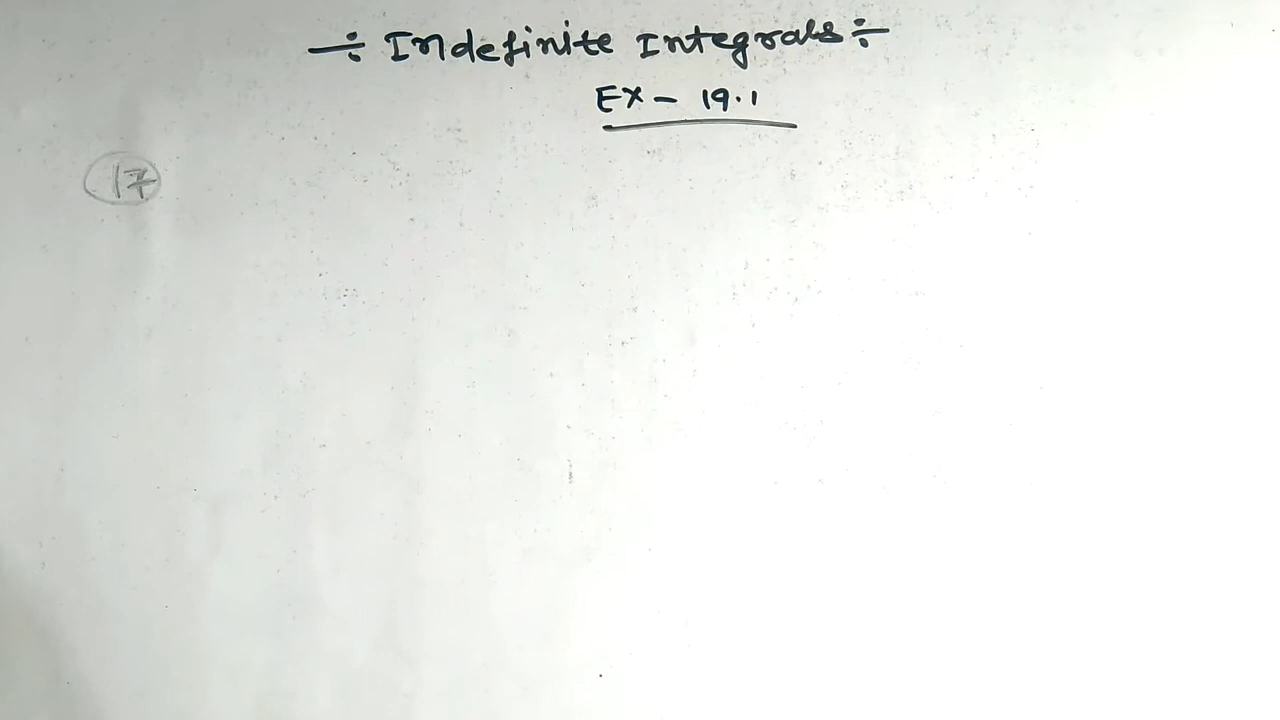 ÷ Indefinite Integrals ÷
EX - 19.1
17